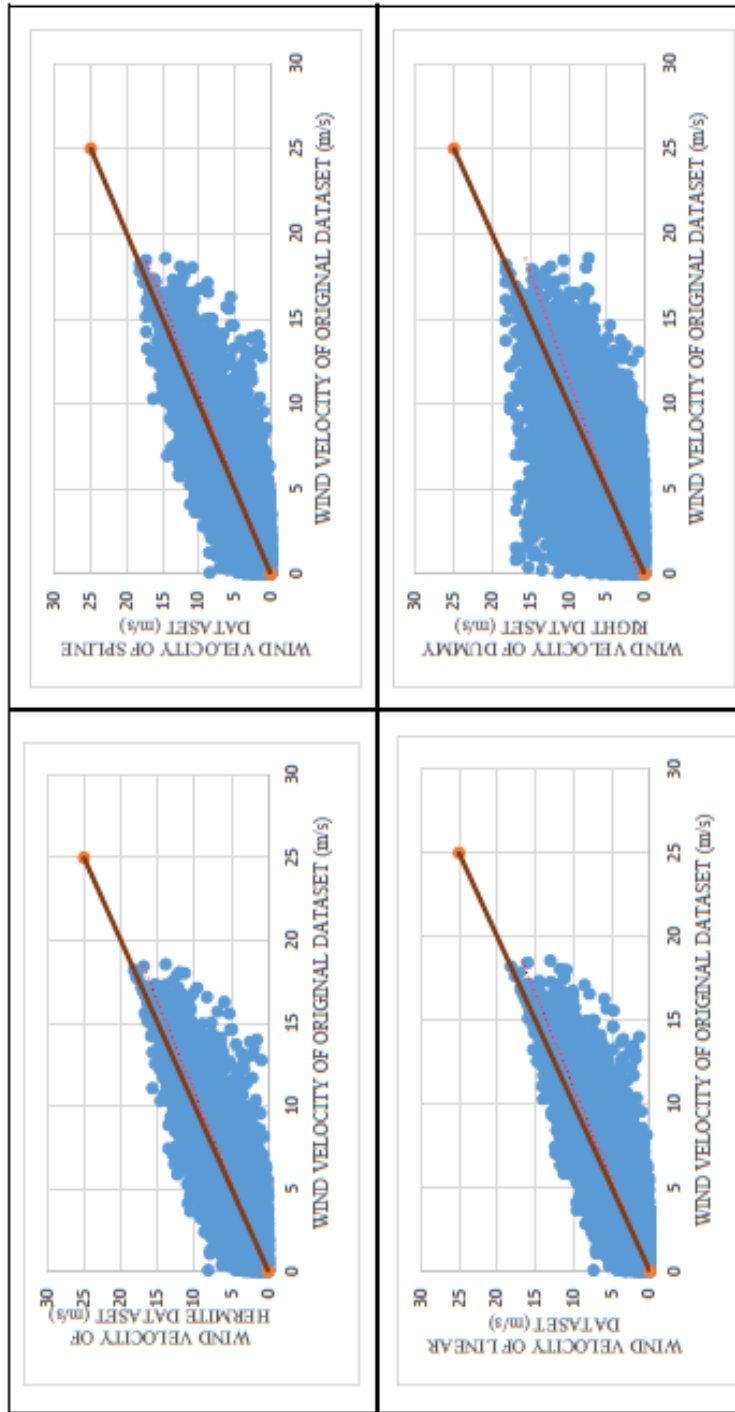 WIND VELOCITY OF
HERMITE DATASET (m/s)
30
25
20
15
10
5
0
0 5 10 15 20 25 30
WIND VELOCITY OF ORIGINAL DATASET (m/s)
WIND VELOCITY OF SPLINE
DATASET (m/s)
30
25
20
15
10
5
0
0 5 10 15 20 25 30
WIND VELOCITY OF ORIGINAL DATASET (m/s)
WIND VELOCITY OF LINEAR
DATASET (m/s)
30
25
20
15
10
5
0
0 5 10 15 20 25 30
WIND VELOCITY OF ORIGINAL DATASET (m/s)
WIND VELOCITY OF DUMMY
RIGHT DATASET (m/s)
30
25
20
15
10
5
0
0 5 10 15 20 25 30
WIND VELOCITY OF ORIGINAL DATASET (m/s)